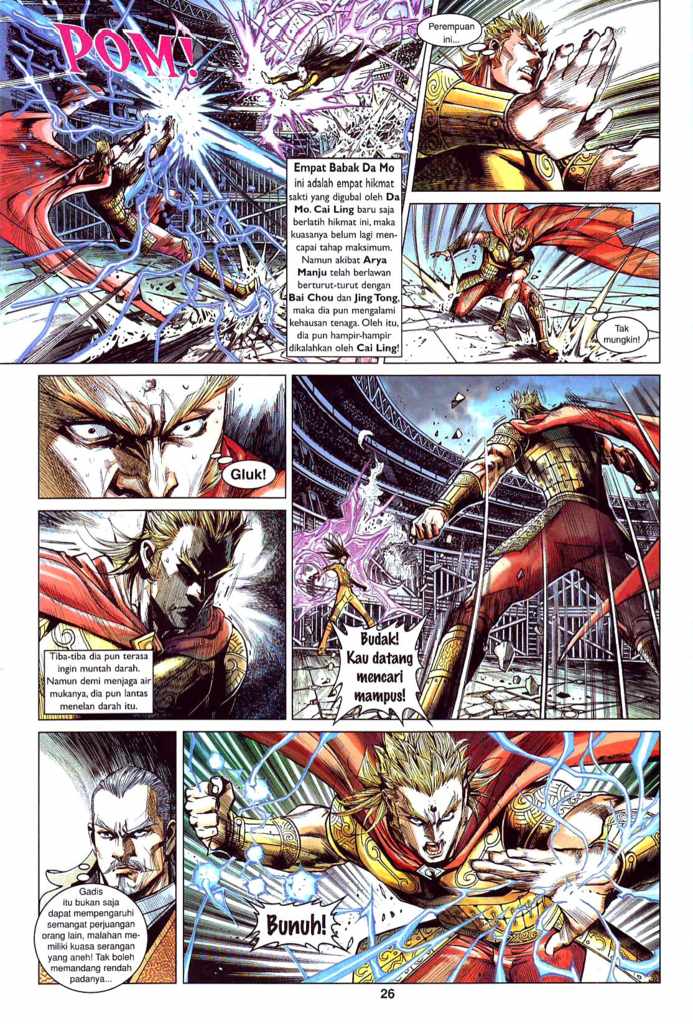 POM!
Perempuan
ini...
Empat Babak Da Mo
ini adalah empat hikmat
sakti yang digubal oleh Da
Mo. Cai Ling baru saja
berlatih hikmat ini, maka
kuasanya belum lagi men-
capai tahap maksimum.
Namun akibat Arya
Manju telah berlawan
berturut-turut dengan
Bai Chou dan Jing Tong,
maka dia pun mengalami
kehausan tenaga. Oleh itu,
dia pun hampir-hampir
dikalahkan oleh Cai Ling!
Tak
mungkin!
Gluk!
Tiba-tiba dia pun terasa
ingin muntah darah.
Namun demi menjaga air
mukanya, dia pun lantas
menelan darah itu.
Budak!
Kau datang
mencari
mampus!
Gadis
itu bukan saja
dapat mempengaruhi
semangat perjuangan
orang lain, malahan me-
miliki kuasa serangan
yang aneh! Tak boleh
memandang rendah
padanya...
Bunuh!
26